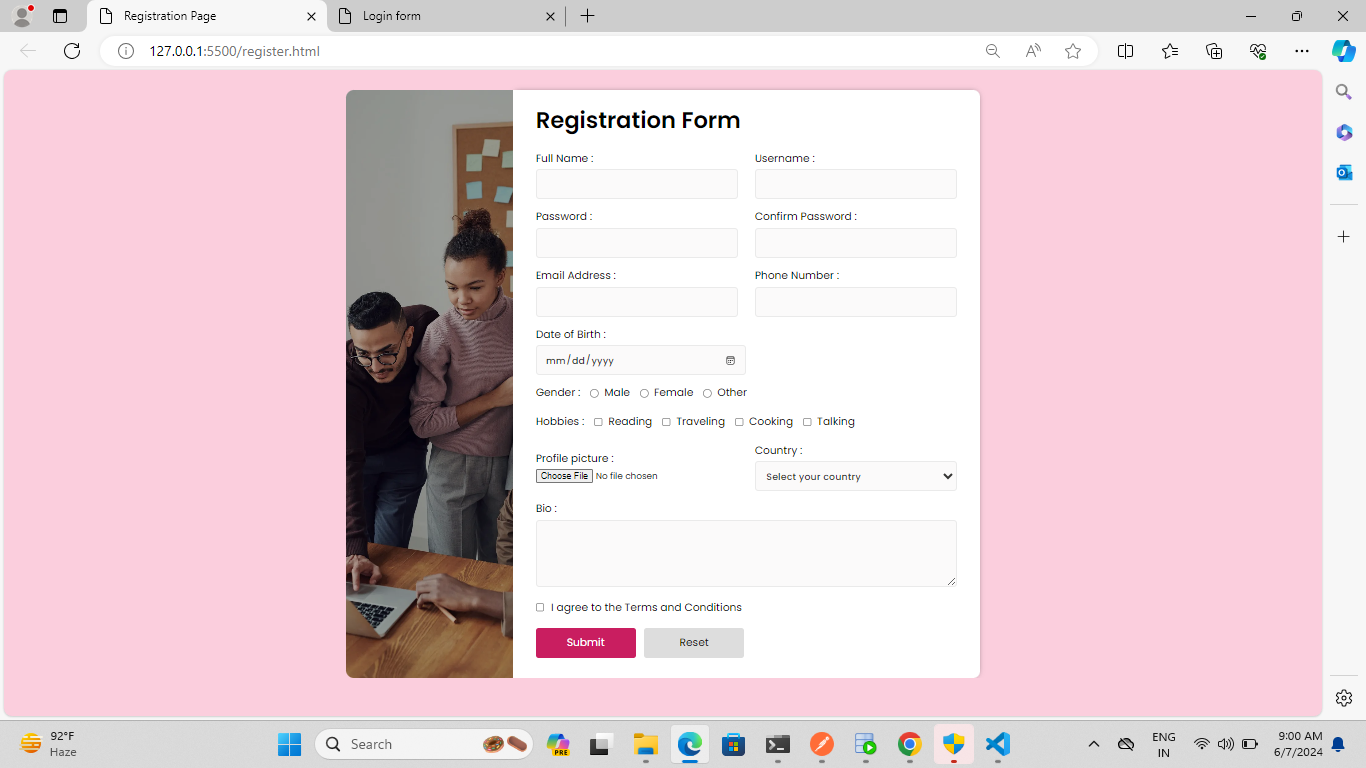 Registration Page
Login form
127.0.0.1:5500/register.html
Registration Form
Full Name :
Username :
Password :
Confirm Password :
Email Address :
Phone Number :
Date of Birth :
mm/dd/yyyy
Gender : Male Female Other
Hobbies : Reading Traveling Cooking Talking
Profile picture :
Country :
Choose File No file chosen
Select your country
Bio :
I agree to the Terms and Conditions
Submit
Reset
92°F
Haze
Search
PRE
ENG
IN
9:00 AM
6/7/2024